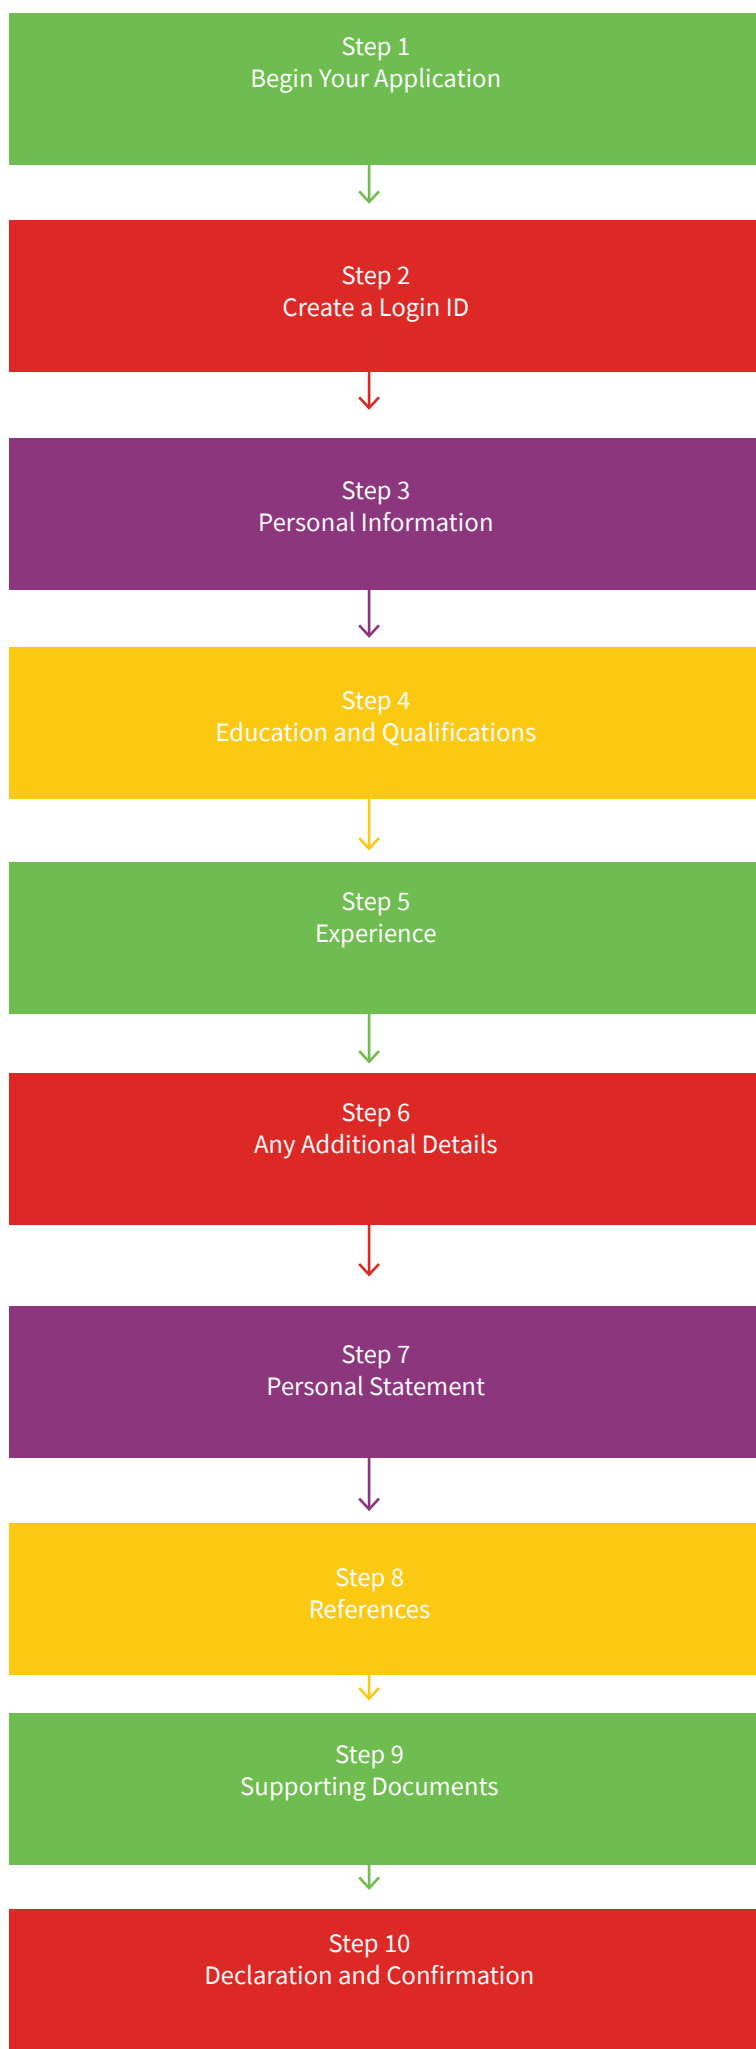 Step 1
Begin Your Application
Step 2
Create a Login ID
Step 3
Personal Information
Step 4
Education and Qualifications
Step 5
Experience
Step 6
Any Additional Details
Step 7
Personal Statement
Step 8
References
Step 9
Supporting Documents
Step 10
Declaration and Confirmation